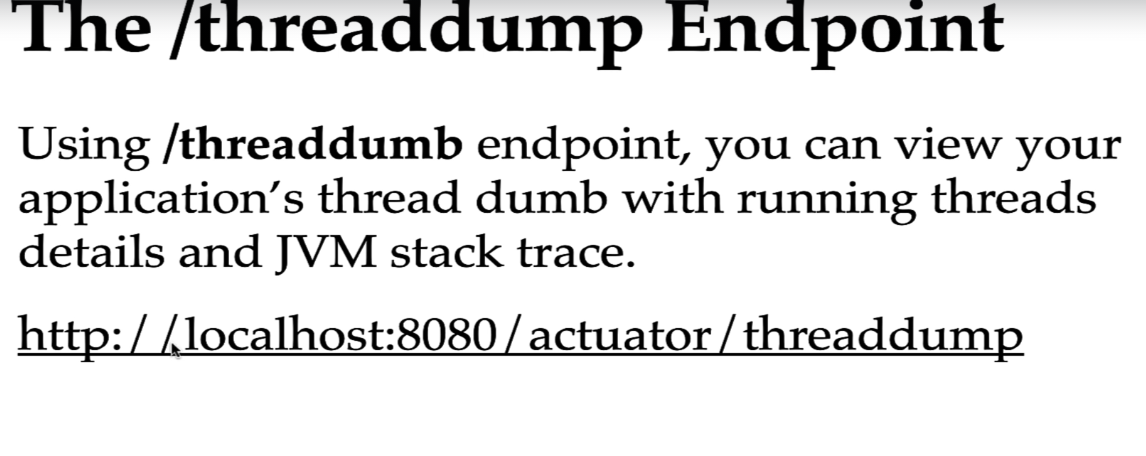 The /threaddump Endpoint
Using /threaddumb endpoint, you can view your
application's thread dumb with running threads
details and JVM stack trace.
http://localhost:8080/actuator/threaddump